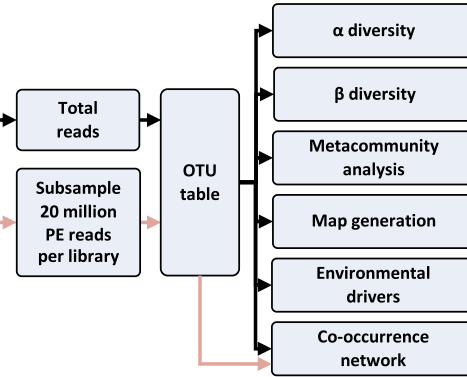 Total
reads
Subsample
20 million
PE reads
per library
OTU
table
α diversity
β diversity
Metacommunity
analysis
Map generation
Environmental
drivers
Co-occurrence
network